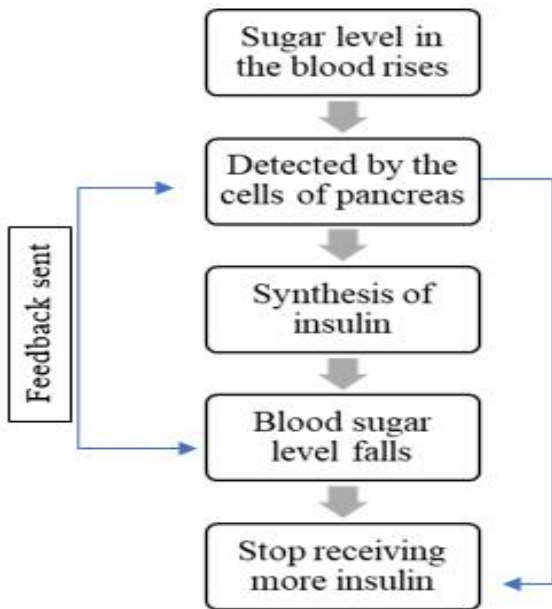 Sugar level in
the blood rises
Detected by the
cells of pancreas
Feedback sent
Synthesis of
insulin
Blood sugar
level falls
Stop receiving
more insulin